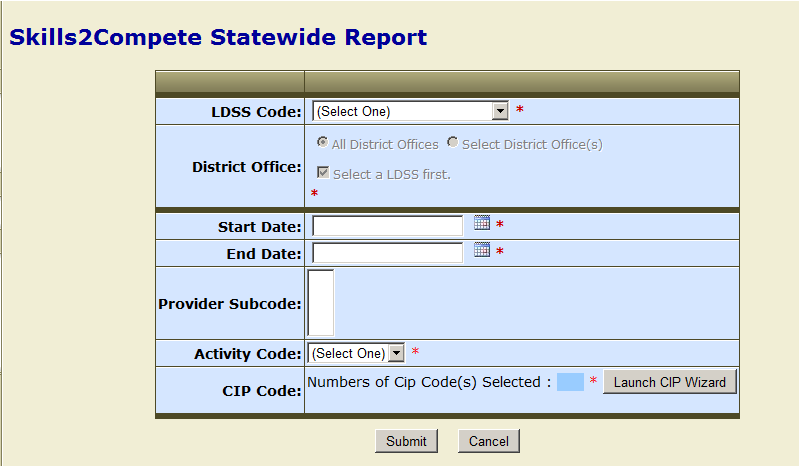 Skills2Compete Statewide Report
LDSS Code: (Select One) *
District Office: All District Offices Select District Office(s)
Select a LDSS first.
*
Start Date: *
End Date: *
Provider Subcode:
Activity Code: (Select One) *
CIP Code: Numbers of Cip Code(s) Selected : * Launch CIP Wizard
Submit Cancel